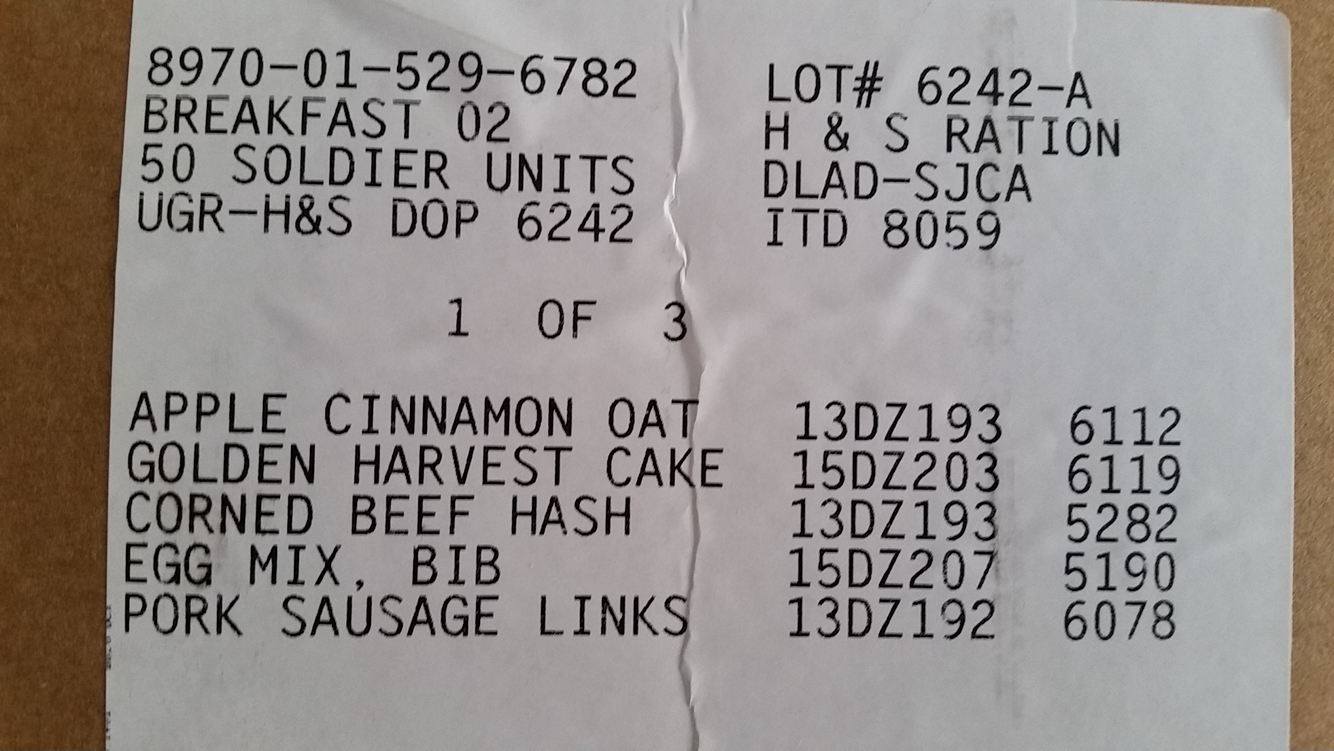 8970-01-529-6782 LOT# 6242-A
BREAKFAST 02 H & S RATION
50 SOLDIER UNITS DLAD-SJCA
UGR-H&S DOP 6242 ITD 8059
1 OF 3
APPLE CINNAMON OAT 13DZ193 6112
GOLDEN HARVEST CAKE 15DZ203 6119
CORNED BEEF HASH 13DZ193 5282
EGG MIX, BIB 15DZ207 5190
PORK SAUSAGE LINKS 13DZ192 6078